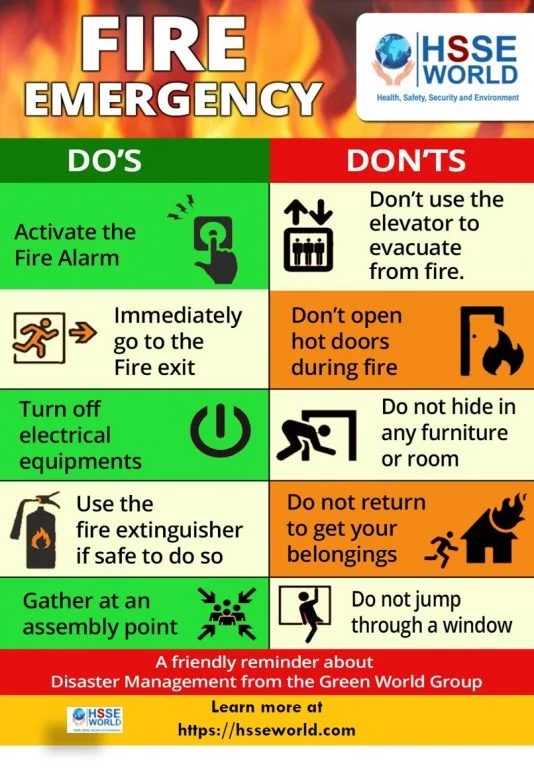 FIRE
EMERGENCY
HSSE
WORLD
Health, Safety, Security and Environment
DO'S
DON'TS
Activate the
Fire Alarm
Don't use the
elevator to
evacuate
from fire.
Immediately
go to the
Fire exit
Don't open
hot doors
during fire
Turn off
electrical
equipments
Do not hide in
any furniture
or room
Use the
fire extinguisher
if safe to do so
Do not return
to get your
belongings
Gather at an
assembly point
Do not jump
through a window
A friendly reminder about
Disaster Management from the Green World Group
HSSE
WORLD
Learn more at
https://hsseworld.com